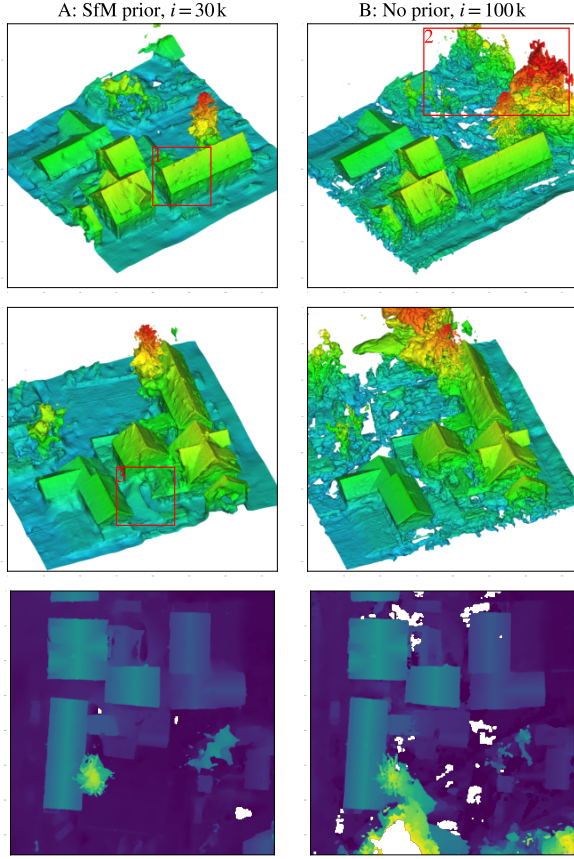 A: SfM prior, i = 30 k
B: No prior, i = 100 k
1
2
1